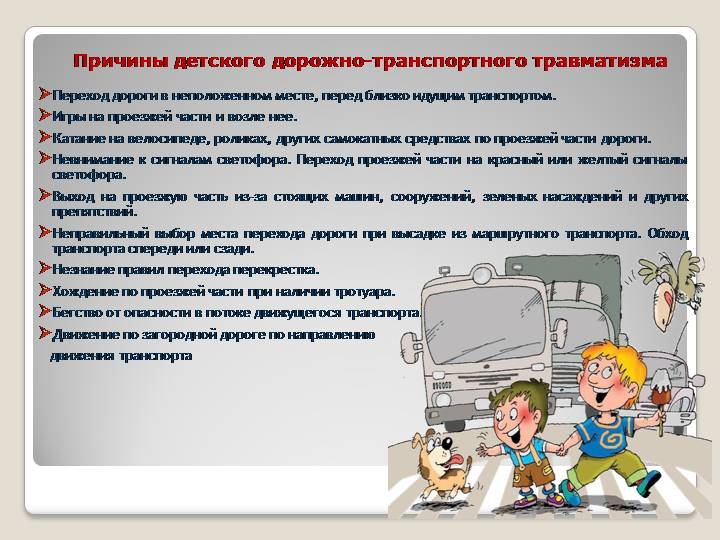 Причины детского дорожно-транспортного травматизма
Переход дороги в неположенном месте, перед близко идущим транспортом.
Игры на проезжей части и возле нее.
Катание на велосипеде, роликах, других самокатных средствах по проезжей части дороги.
Невнимание к сигналам светофора. Переход проезжей части на красный или желтый сигналы
светофора.
Выход на проезжую часть из-за стоящих машин, сооружений, зеленых насаждений и других
препятствий.
Неправильный выбор места перехода дороги при высадке из маршрутного транспорта. Обход
транспорта спереди или сзади.
Незнание правил перехода перекрестка.
Хождение по проезжей части при наличии тротуара.
Бегство от опасности в потоке движущегося транспорта.
Движение по загородной дороге по направлению
движения транспорта